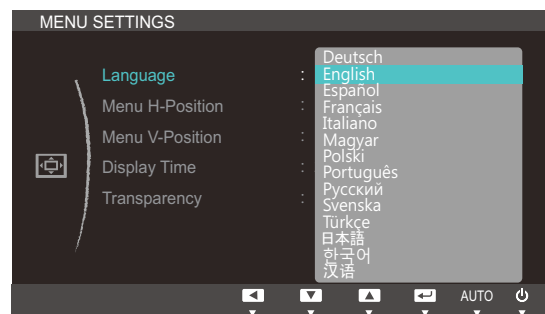 MENU SETTINGS
Language :
Menu H-Position :
Menu V-Position :
Display Time :
Transparency :
Deutsch
English
Español
Français
Italiano
Magyar
Polski
Português
Русский
Svenska
Türkçe
日本語
한국어
汉语
AUTO